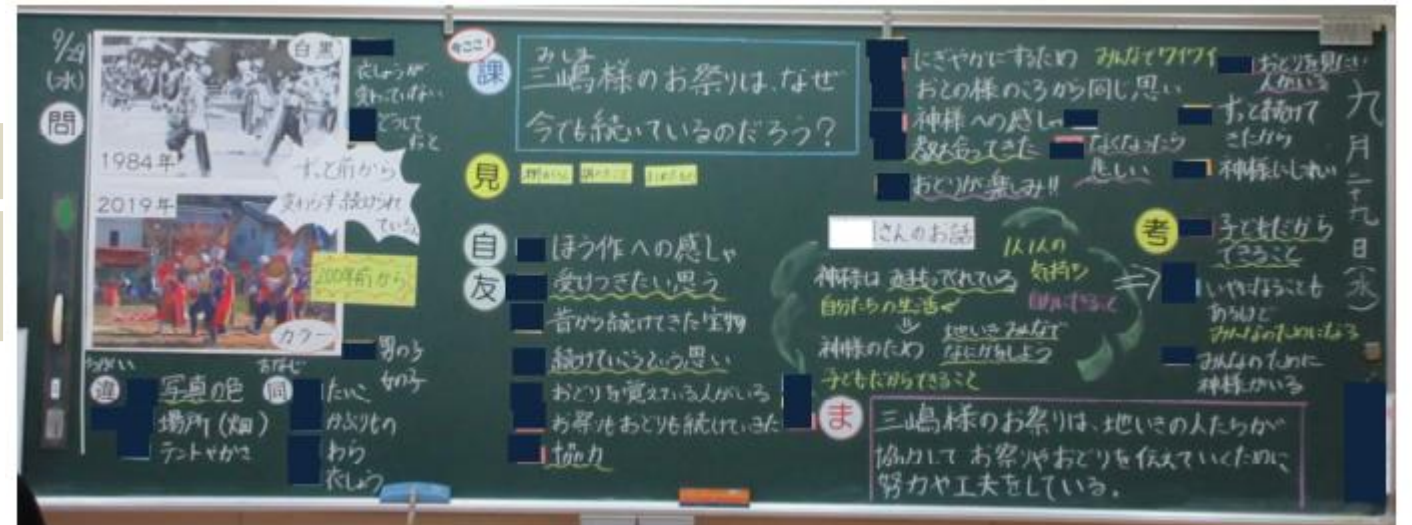 9/29
(水)
問
白黒
1984年
2019年
カラー
衣しょうが
変わっていない
どうして
ずっと前から
変わらず続けられ
ている
200年前から
男の子
女の子
ちがい
違
写真の色
場所(畑)
テントやかさ
おなじ
同
たいこ
かぶりもの
わら
衣しょう
今ここ!
課
みしま
三嶋様のお祭りは、なぜ
今でも続いているのだろう?
見
自
友
ほう作への感しゃ
受けつぎたい思う
昔から続けてきた宝物
続けていこうという思い
おどりを覚えている人がいる
お祭りもおどりも続けていきた
協力
にぎやかにするため
みんなでワイワイ
おとの様のころから同じ思い
神様への感しゃ
なくなったら
悲しい
おどりが楽しみ!!
おどりを見たい
人がいる
ずっと続けて
きたから
神様にしれい
さんのお話
神様は みまもってくれている
自分たちの生活
神様のため
地いきみんなで
なにかをしよう
子どもだからできること
1人1人の
気持ち
考
子どもだから
できること
いやになることも
あるけど
みんなのためになる
みんなのために
神様がいる
ま
三嶋様のお祭りは、地いきの人たちが
協力して お祭りやおどりを伝えていくために
努力や工夫をしている。
九月二十九日(水)